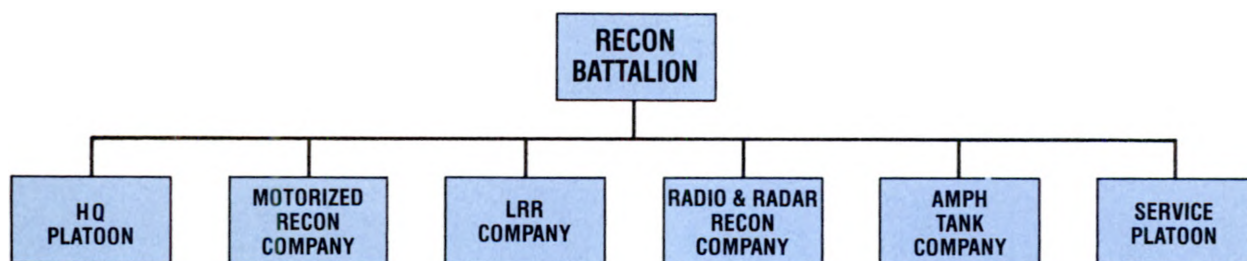 RECON
BATTALION
HQ
PLATOON
MOTORIZED
RECON
COMPANY
LRR
COMPANY
RADIO & RADAR
RECON
COMPANY
AMPH
TANK
COMPANY
SERVICE
PLATOON